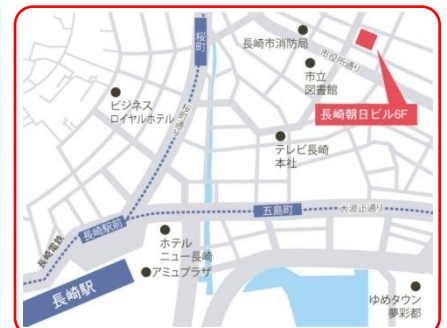 桜町
長崎市消防局
市役所通り
市立
図書館
ビジネス
ロイヤルホテル
桜町通り
長崎朝日ビル6F
テレビ長崎
本社
五島町
大波止通り
長崎駅前
長崎電鉄
ホテル
ニュー長崎
アミュプラザ
長崎駅
ゆめタウン
夢彩都